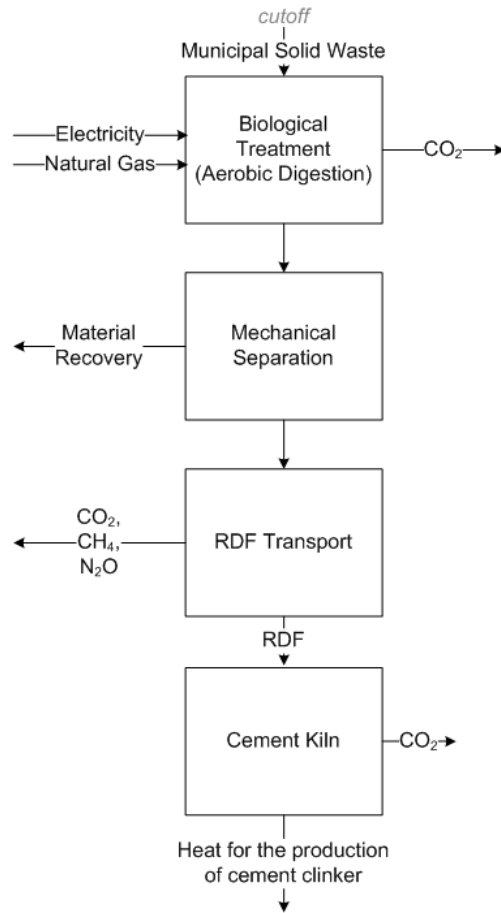 cutoff
Municipal Solid Waste
Electricity
Natural Gas
Biological
Treatment
(Aerobic Digestion)
CO₂
Material
Recovery
Mechanical
Separation
CO₂,
CH₄,
N₂O
RDF Transport
RDF
Cement Kiln
CO₂
Heat for the production
of cement clinker